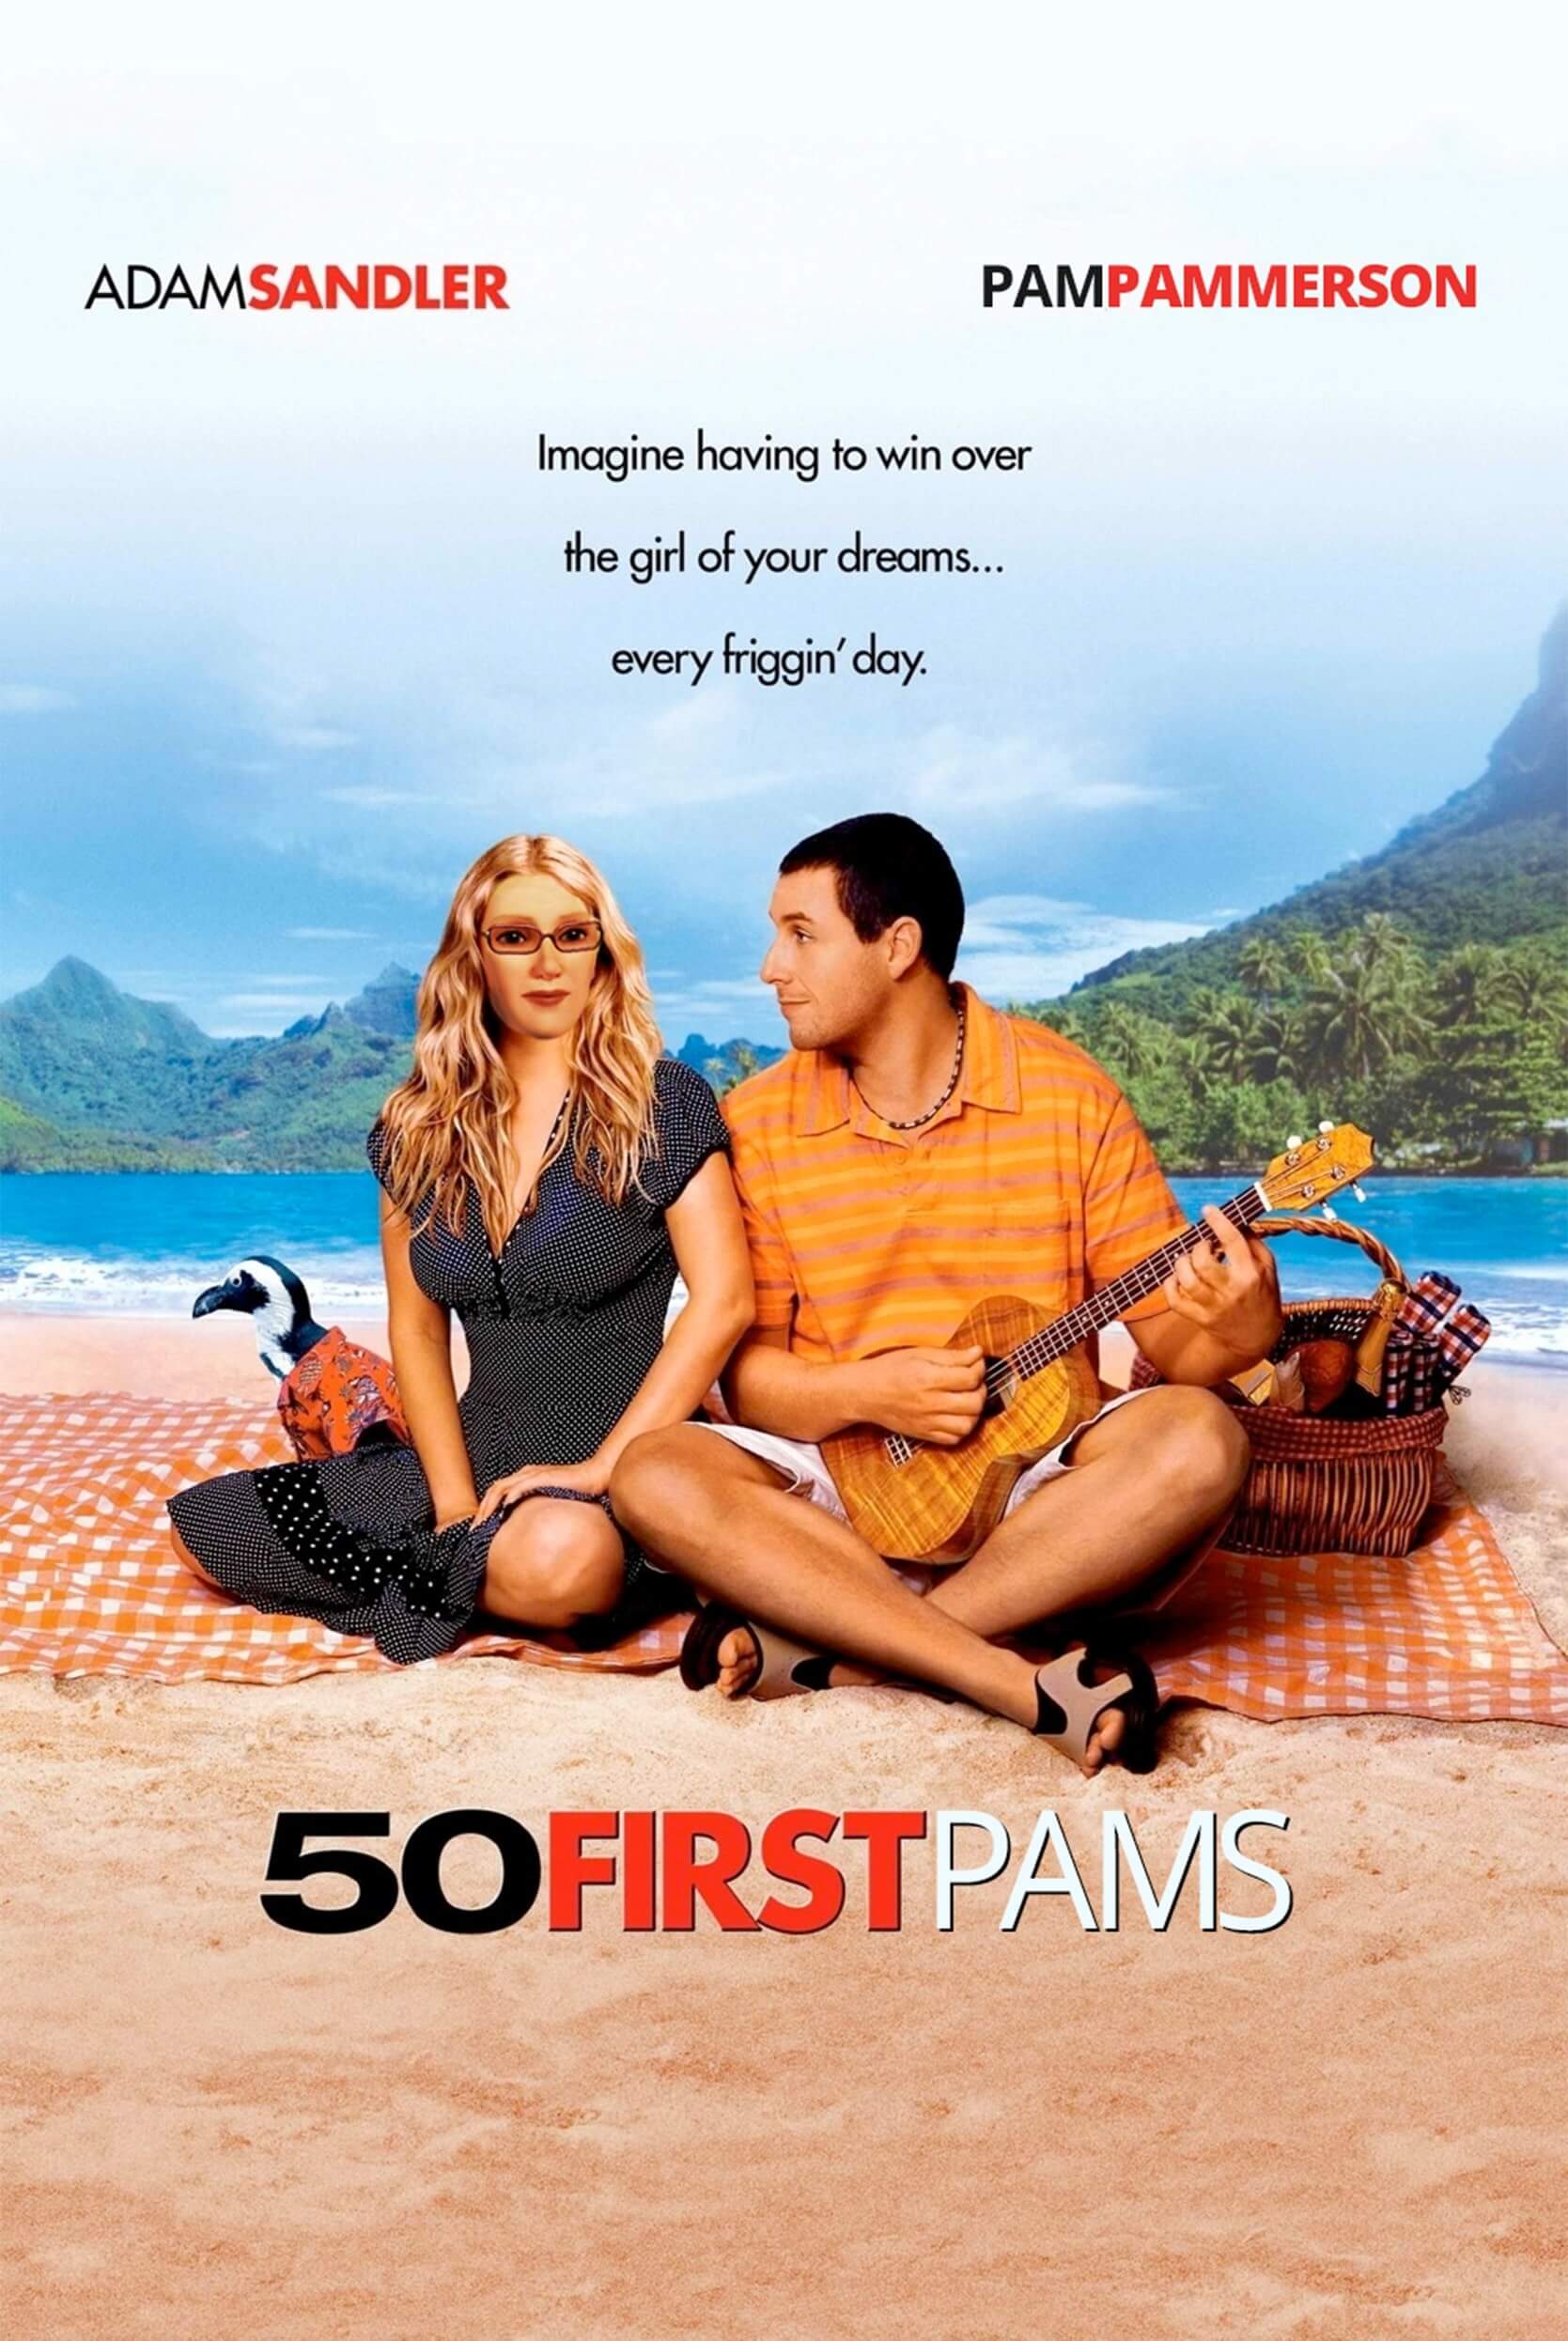 ADAMSANDLER
PAMPAMMERSON
Imagine having to win over
the girl of your dreams...
every friggin' day.
50FIRSTPAMS